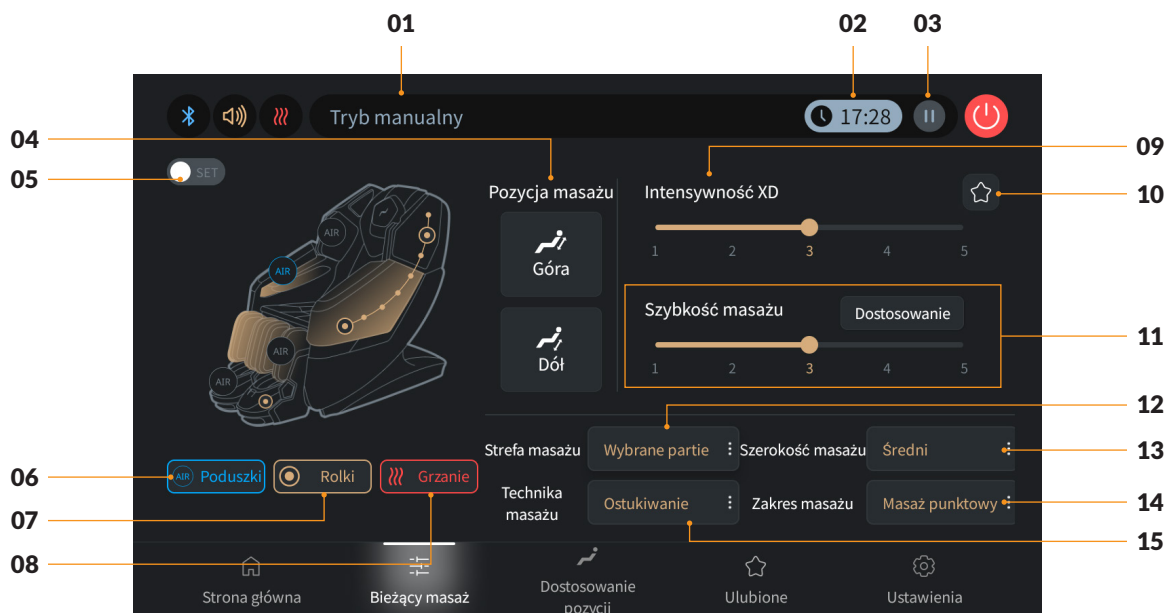 01
02
03
Tryb manualny
17:28
04
05
SET
09
10
Pozycja masażu
Intensywność XD
AIR
AIR
Góra
1 2 3 4 5
Szybkość masażu
Dostosowanie
11
AIR
Dół
1 2 3 4 5
AIR
12
Strefa masażu
Wybrane partie
Szerokość masażu
Średni
13
06
AIR Poduszki
Rolki
Grzanie
Technika
masażu
Ostukiwanie
Zakres masażu
Masaż punktowy
14
07
15
08
Strona główna
Bieżący masaż
Dostosowanie
pozycji
Ulubione
Ustawienia